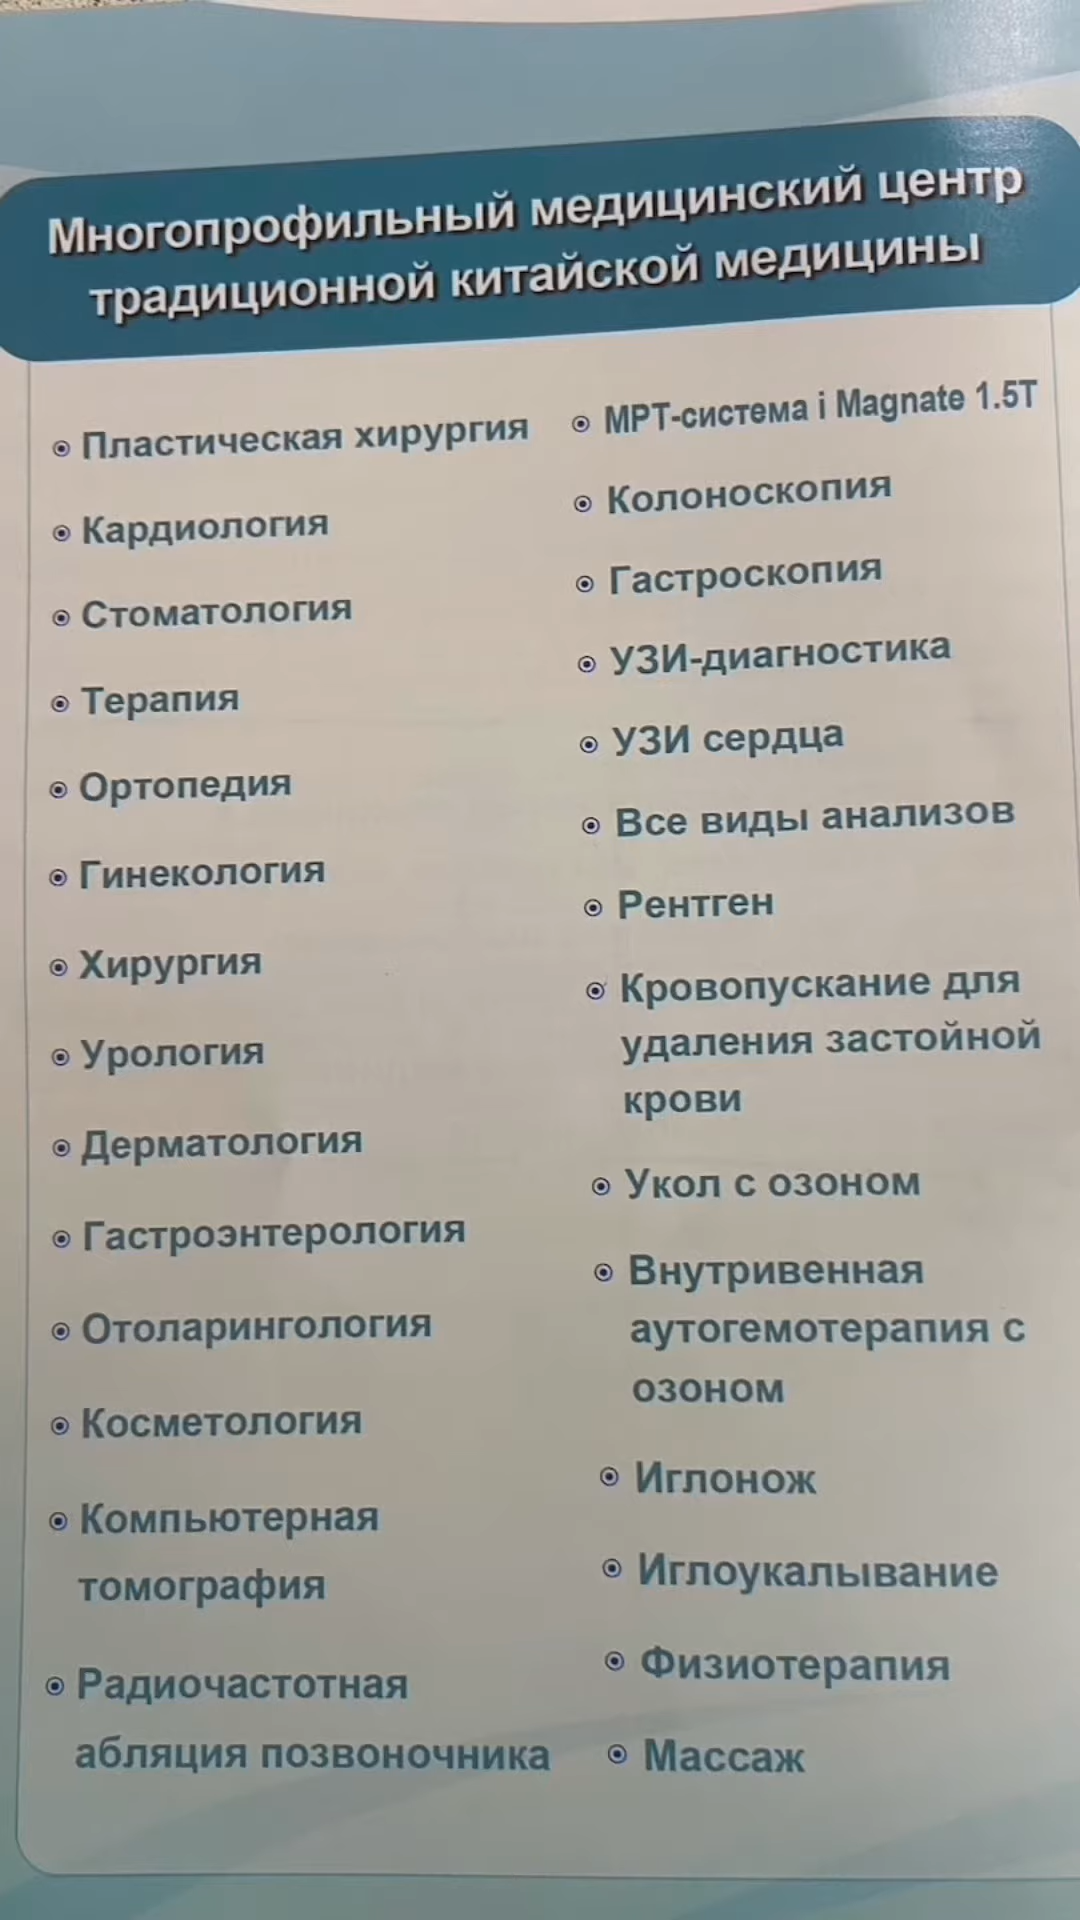 Многопрофильный медицинский центр
традиционной китайской медицины
Пластическая хирургия
Кардиология
Стоматология
Терапия
Ортопедия
Гинекология
Хирургия
Урология
Дерматология
Гастроэнтерология
Отоларингология
Косметология
Компьютерная
томография
Радиочастотная
абляция позвоночника
МРТ-система i Magnate 1.5T
Колоноскопия
Гастроскопия
УЗИ-диагностика
УЗИ сердца
Все виды анализов
Рентген
Кровопускание для
удаления застойной
крови
Укол с озоном
Внутривенная
аутогемотерапия с
озоном
Иглонож
Иглоукалывание
Физиотерапия
Массаж